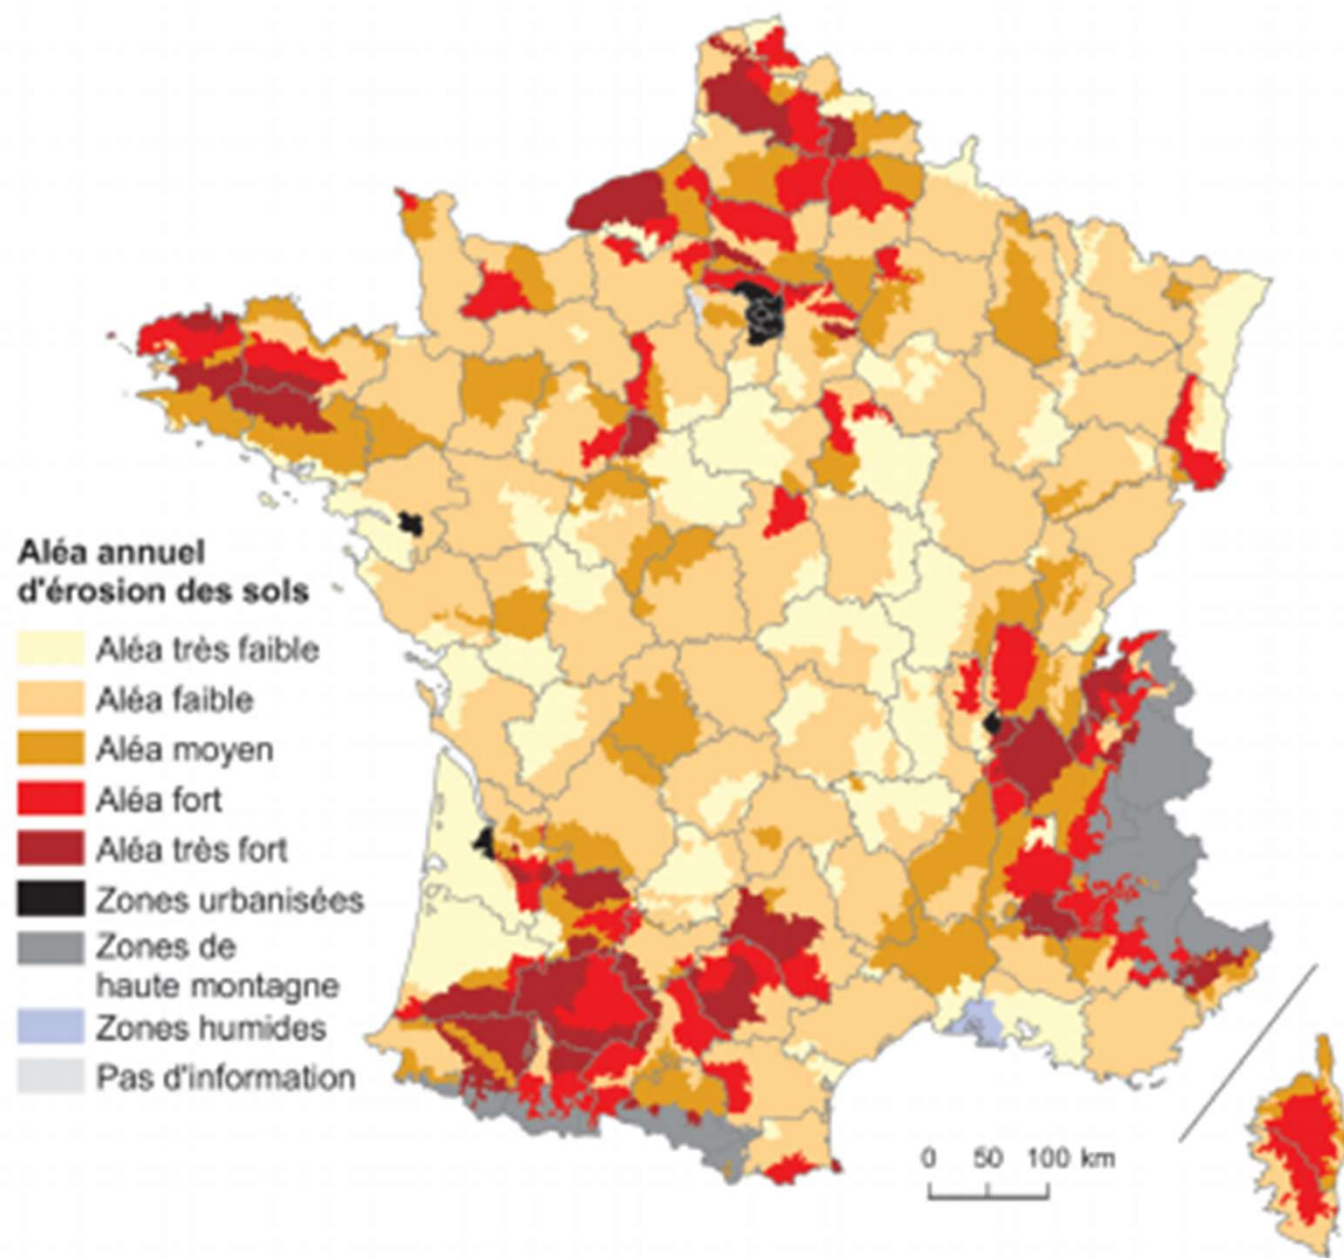 Aléa annuel
d'érosion des sols
Aléa très faible
Aléa faible
Aléa moyen
Aléa fort
Aléa très fort
Zones urbanisées
Zones de
haute montagne
Zones humides
Pas d'information
0 50 100 km